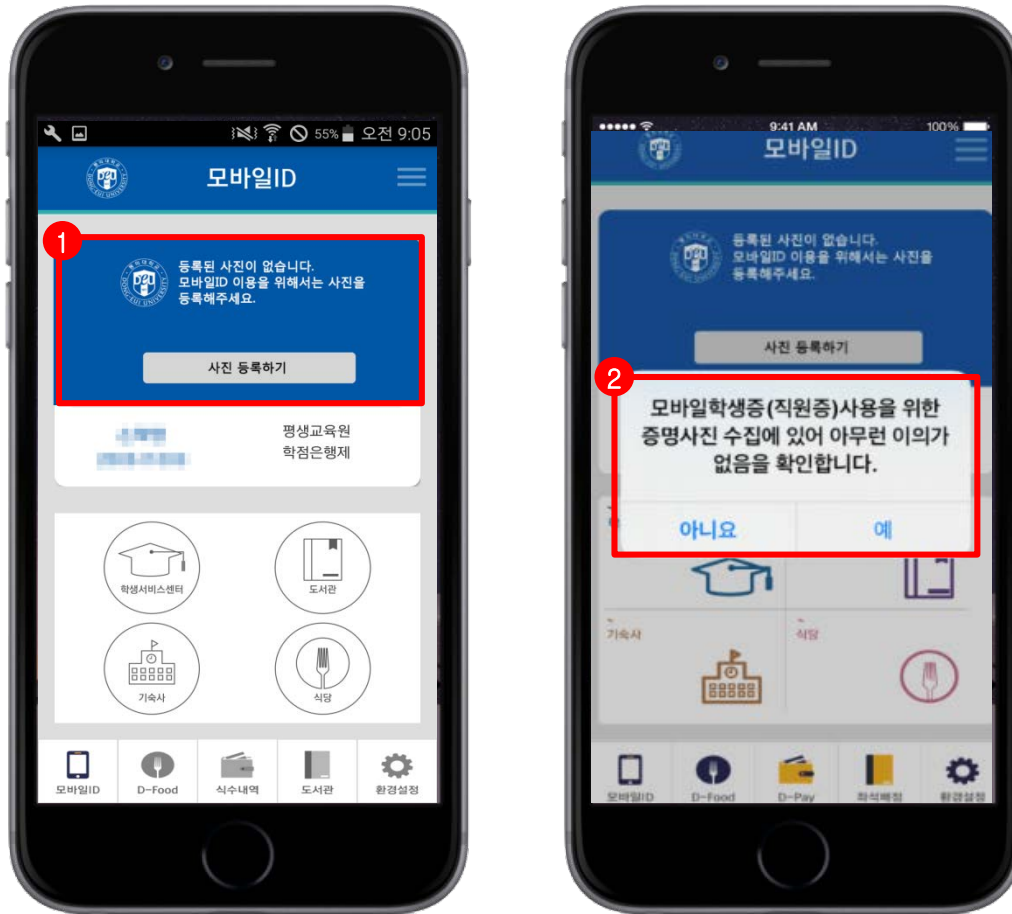 55% 오전 9:05
모바일ID
1
등록된 사진이 없습니다.
모바일ID 이용을 위해서는 사진을
등록해주세요.
사진 등록하기
평생교육원
학점은행제
학생서비스센터
도서관
기숙사
식당
모바일ID
D-Food
식수내역
도서관
환경설정
9:41 AM
100%
모바일ID
등록된 사진이 없습니다.
모바일ID 이용을 위해서는 사진을
등록해주세요.
사진 등록하기
2
모바일학생증(직원증)사용을 위한
증명사진 수집에 있어 아무런 이의가
없음을 확인합니다.
아니요
예
기숙사
식당
모바일ID
D-Food
D-Pay
좌석배정
환경설정